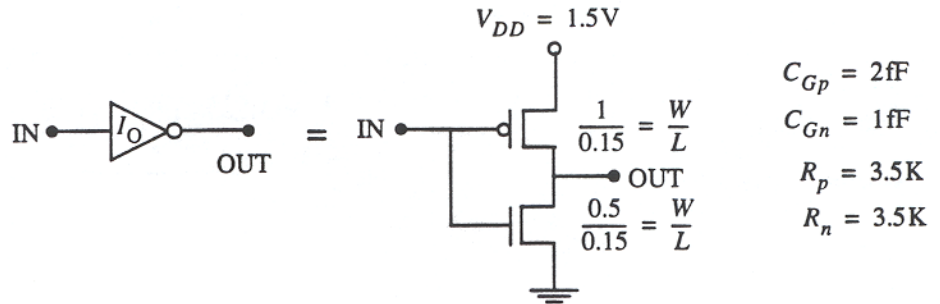 V_DD = 1.5V
IN
I_O
OUT
=
IN
1/0.15 = W/L
OUT
0.5/0.15 = W/L
C_Gp = 2fF
C_Gn = 1fF
R_p = 3.5K
R_n = 3.5K